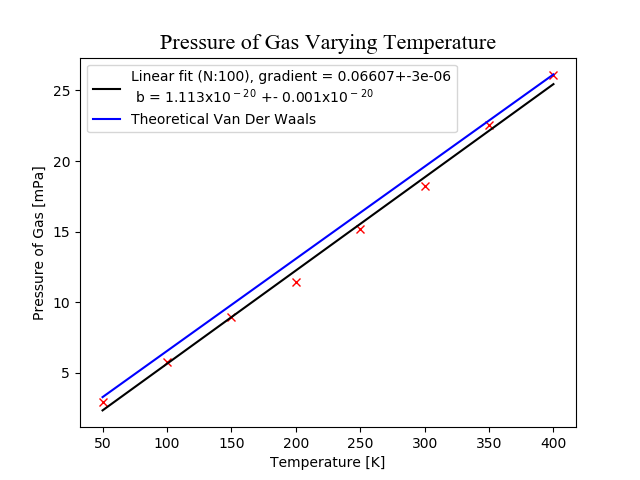 Pressure of Gas Varying Temperature
Linear fit (N:100), gradient = 0.06607+-3e-06
b = 1.113x10⁻²⁰ +- 0.001x10⁻²⁰
Theoretical Van Der Waals
Pressure of Gas [mPa]
25
20
15
10
5
50 100 150 200 250 300 350 400
Temperature [K]